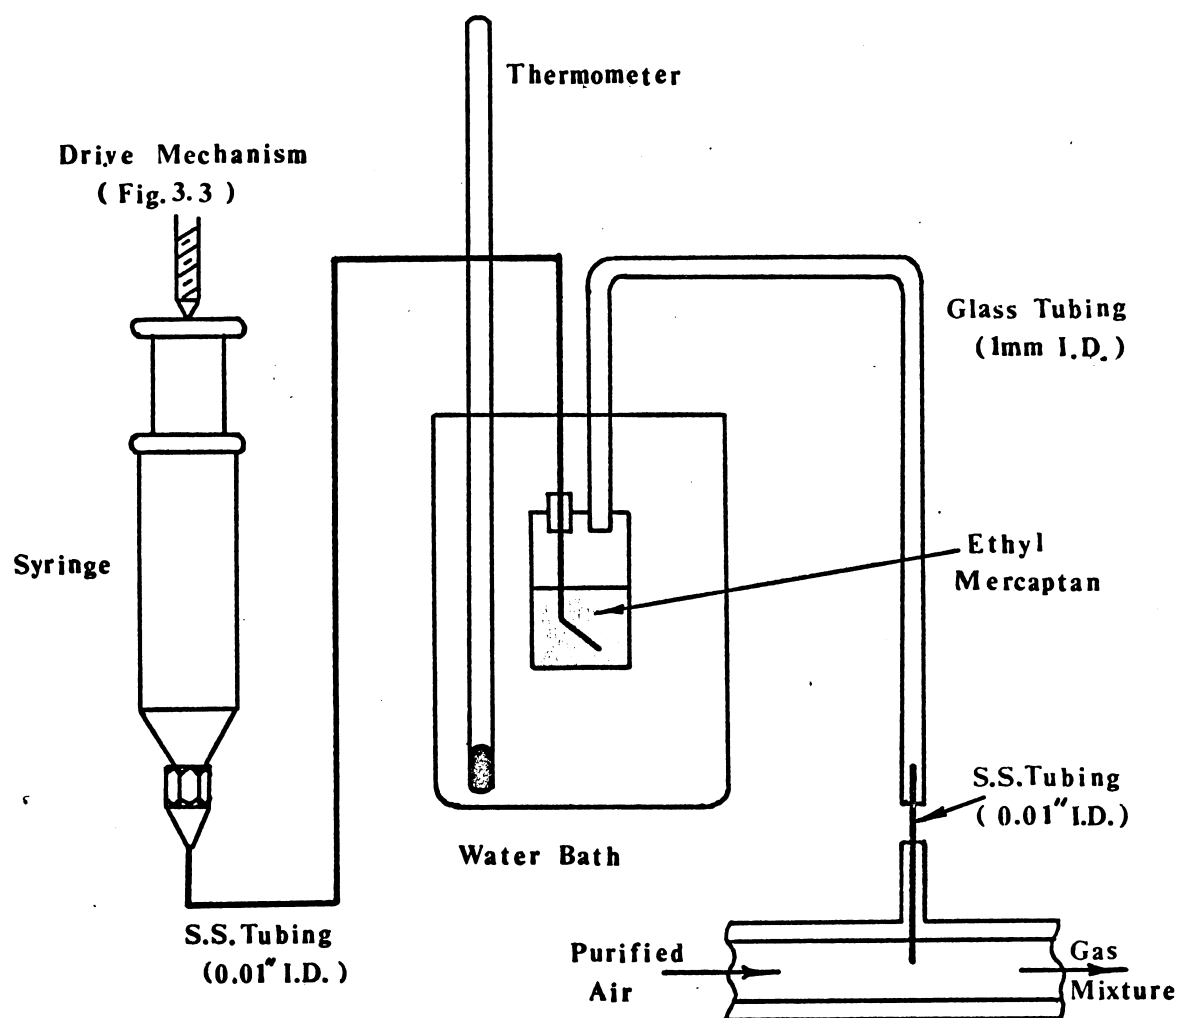 Thermometer
Drive Mechanism
( Fig. 3.3 )
Glass Tubing
(1mm I.D.)
Syringe
Ethyl
Mercaptan
S.S. Tubing
( 0.01" I.D. )
Water Bath
S.S. Tubing
(0.01" I.D. )
Purified
Air
Gas
Mixture